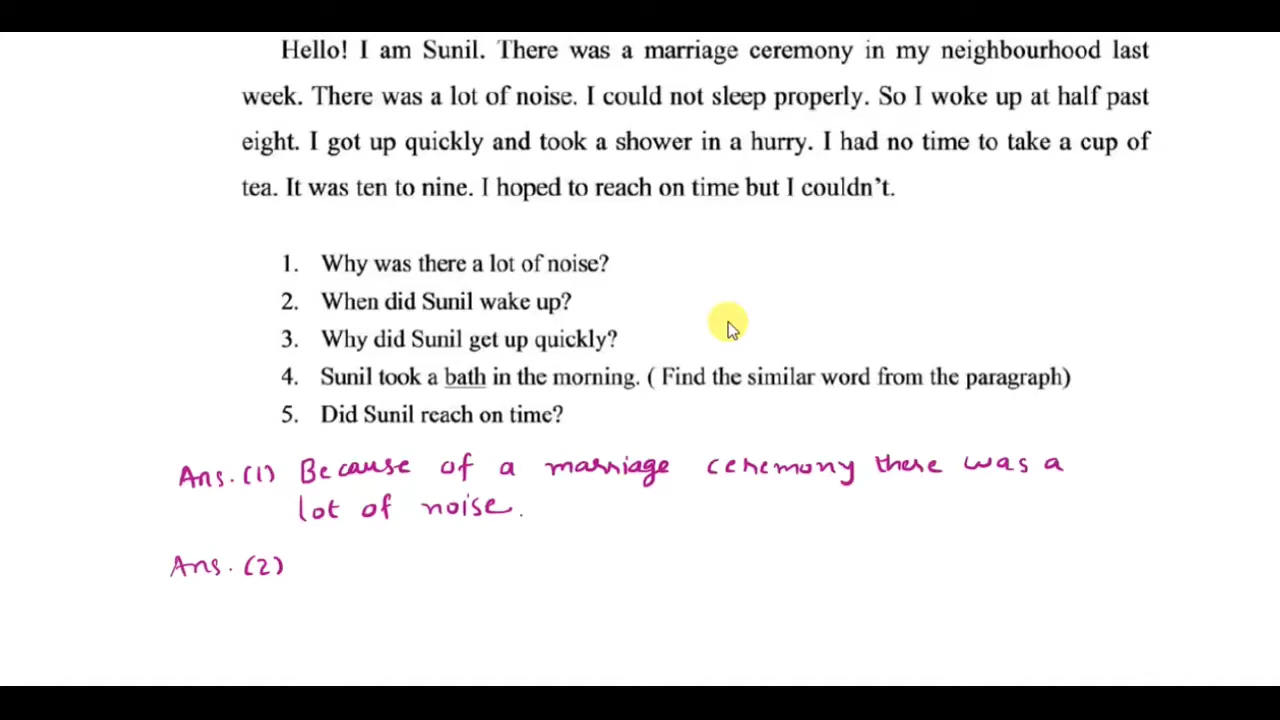 Hello! I am Sunil. There was a marriage ceremony in my neighbourhood last
week. There was a lot of noise. I could not sleep properly. So I woke up at half past
eight. I got up quickly and took a shower in a hurry. I had no time to take a cup of
tea. It was ten to nine. I hoped to reach on time but I couldn't.
1. Why was there a lot of noise?
2. When did Sunil wake up?
3. Why did Sunil get up quickly?
4. Sunil took a bath in the morning. ( Find the similar word from the paragraph)
5. Did Sunil reach on time?
Ans. (1) Because of a marriage ceremony there was a
lot of noise.
Ans. (2)